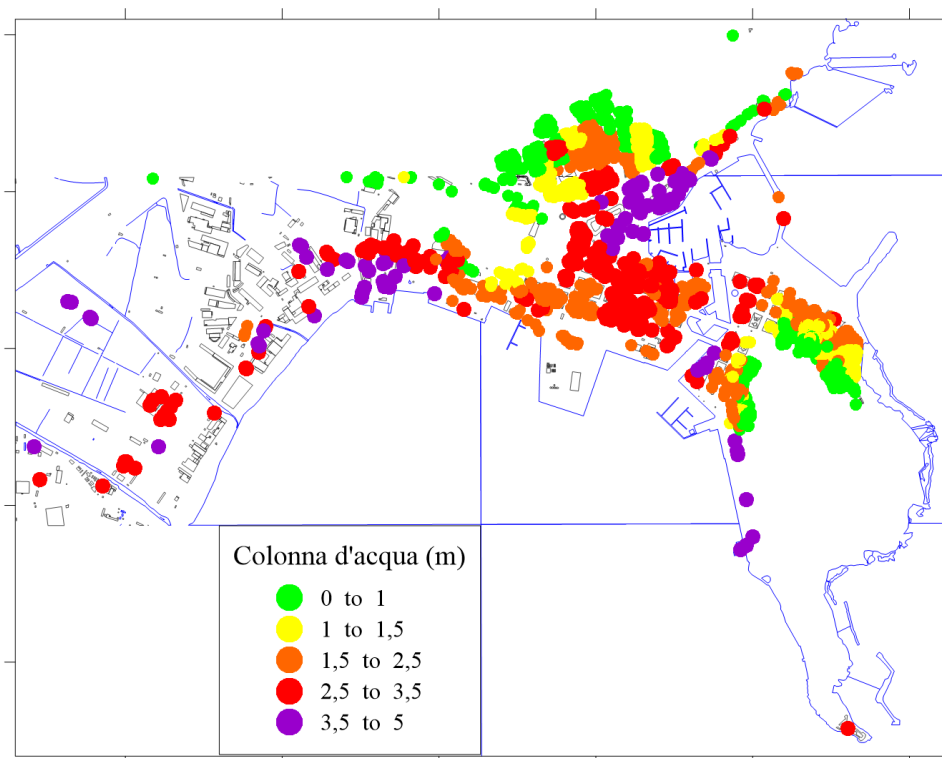 Colonna d'acqua (m)
0 to 1
1 to 1,5
1,5 to 2,5
2,5 to 3,5
3,5 to 5